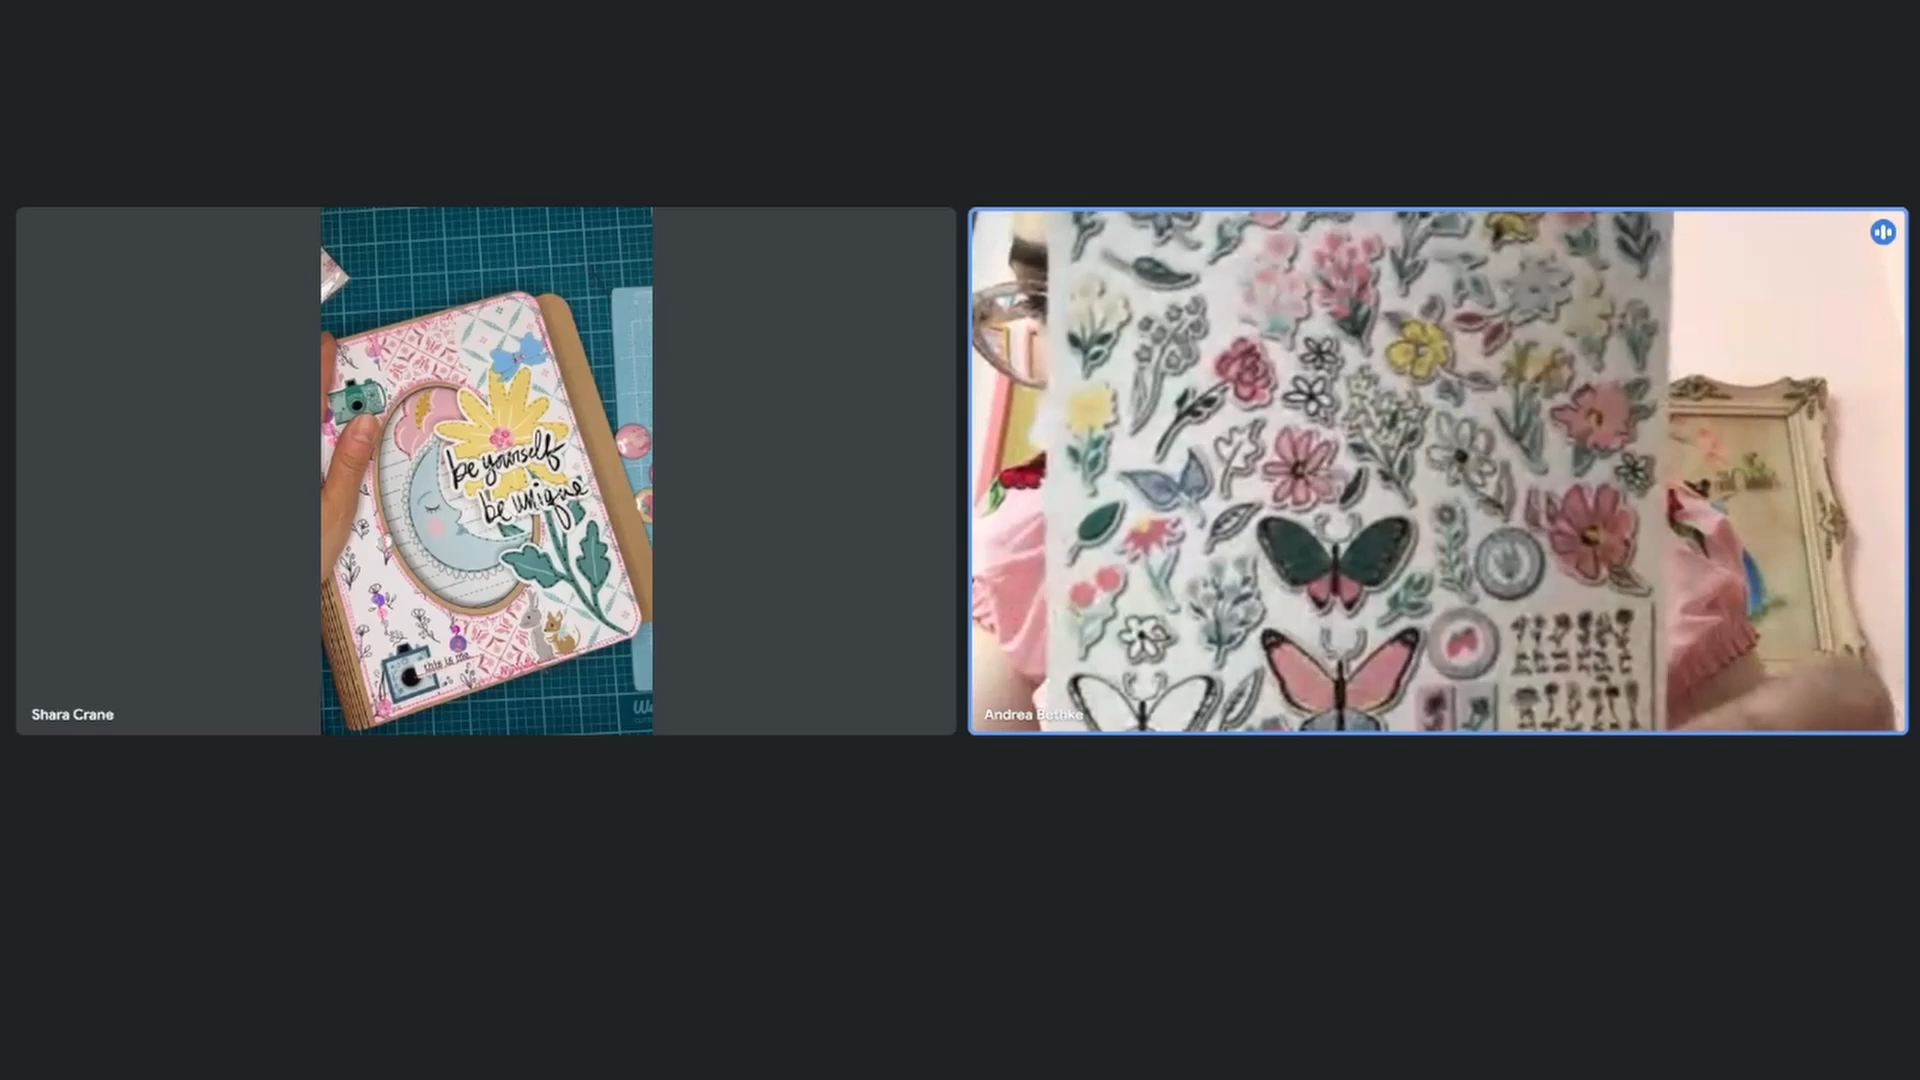 be yourself
be unique
this is me
Shara Crane
Andrea Bethke